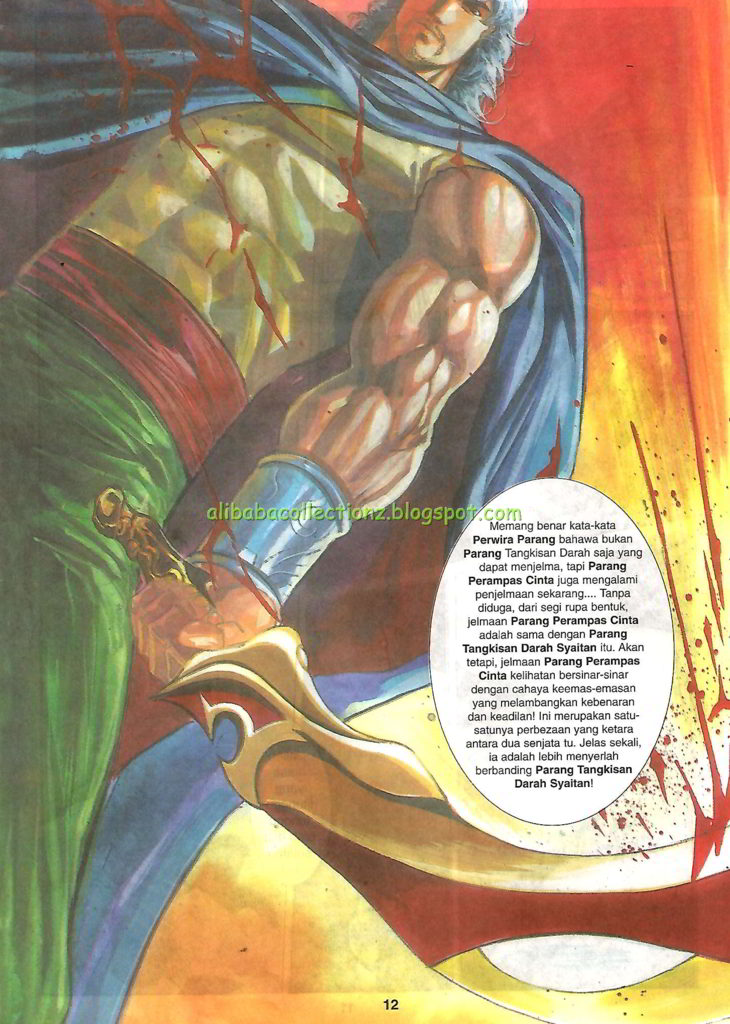 alibabacollectionz.blogspot.com
Memang benar kata-kata
Perwira Parang bahawa bukan
Parang Tangkisan Darah saja yang
dapat menjelma, tapi Parang
Perampas Cinta juga mengalami
penjelmaan sekarang.... Tanpa
diduga, dari segi rupa bentuk,
jelmaan Parang Perampas Cinta
adalah sama dengan Parang
Tangkisan Darah Syaitan itu. Akan
tetapi, jelmaan Parang Perampas
Cinta kelihatan bersinar-sinar
dengan cahaya keemas-emasan
yang melambangkan kebenaran
dan keadilan! Ini merupakan satu-
satunya perbezaan yang ketara
antara dua senjata tu. Jelas sekali,
ia adalah lebih menyerlah
berbanding Parang Tangkisan
Darah Syaitan!
12